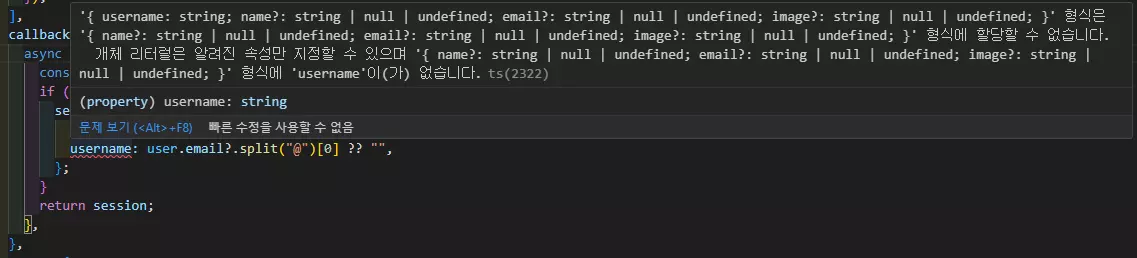 });
],
callback
async
'{ username: string; name?: string | null | undefined; email?: string | null | undefined; image?: string | null | undefined; }' 형식은
'{ name?: string | null | undefined; email?: string | null | undefined; image?: string | null | undefined; }' 형식에 할당할 수 없습니다.
개체 리터럴은 알려진 속성만 지정할 수 있으며 '{ name?: string | null | undefined; email?: string | null | undefined; image?: string |
null | undefined; }' 형식에 'username'이(가) 없습니다. ts(2322)
cons
if (
se
(property) username: string
문제 보기 (<Alt>+F8) 빠른 수정을 사용할 수 없음
username: user.email?.split("@")[0] ?? "",
};
}
return session;
},
},